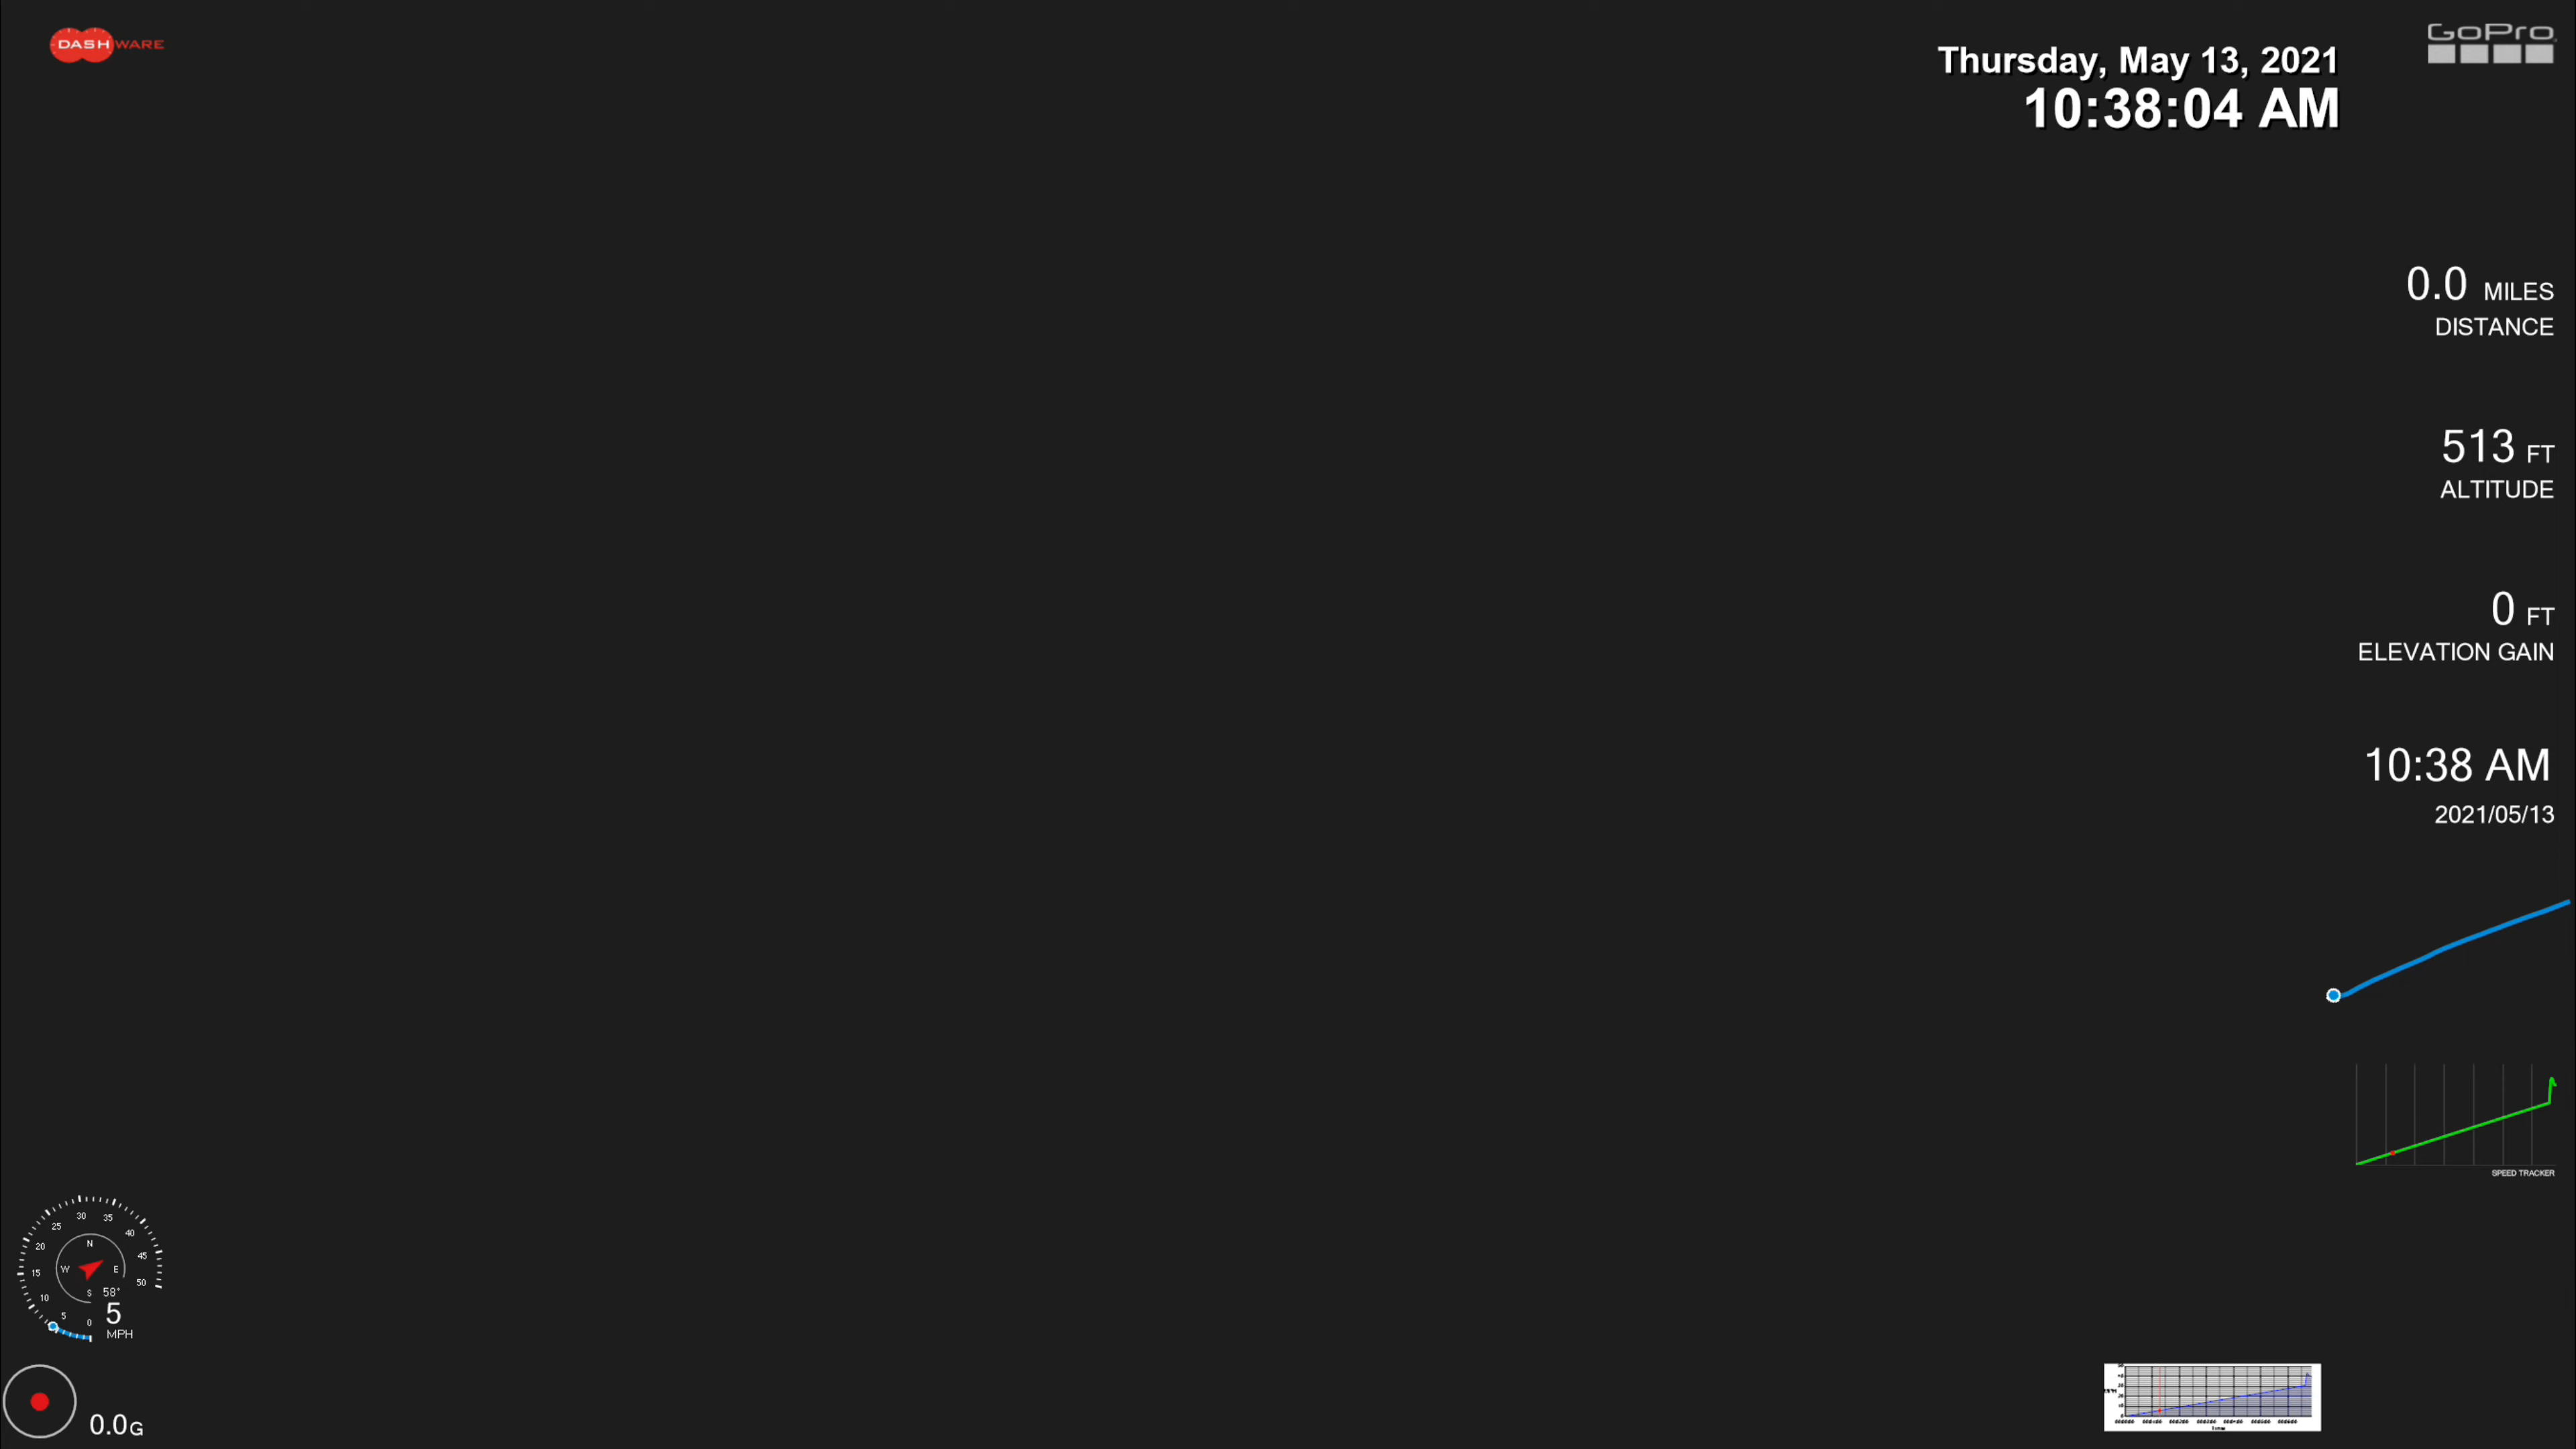 DASHWARE
GoPro
Thursday, May 13, 2021
10:38:04 AM
0.0 MILES
DISTANCE
513 FT
ALTITUDE
0 FT
ELEVATION GAIN
10:38 AM
2021/05/13
SPEED TRACKER
30 35
25 40
20 N 45
15 W E 50
10 S 58°
5 0 5
MPH
0.0G